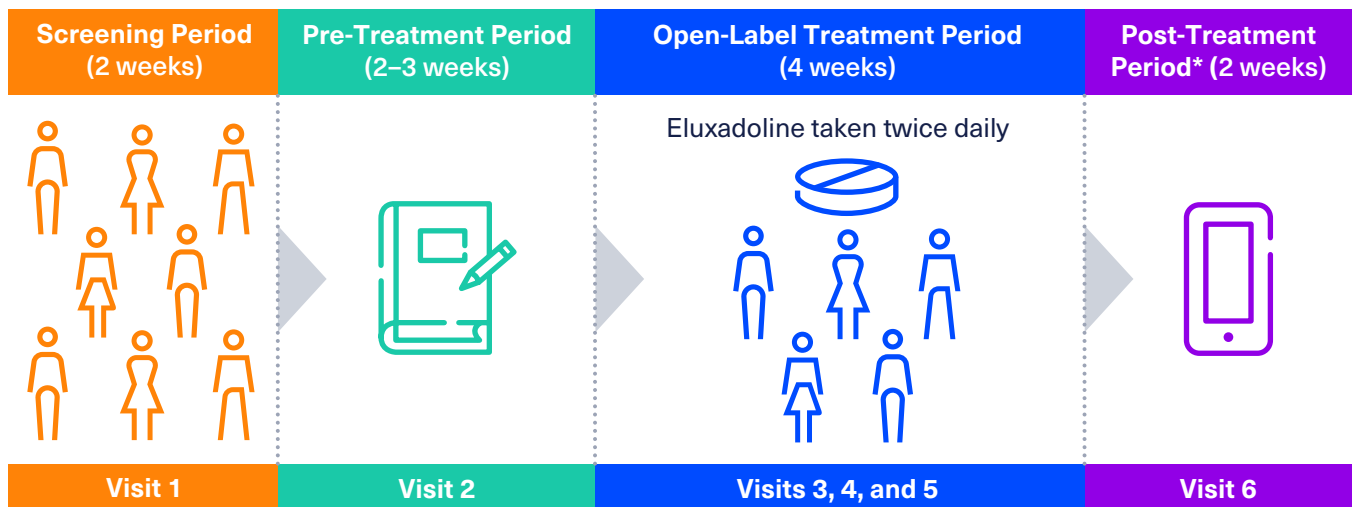 Screening Period
(2 weeks)
Pre-Treatment Period
(2–3 weeks)
Open-Label Treatment Period
(4 weeks)
Post-Treatment
Period* (2 weeks)
Eluxadoline taken twice daily
Visit 1
Visit 2
Visits 3, 4, and 5
Visit 6